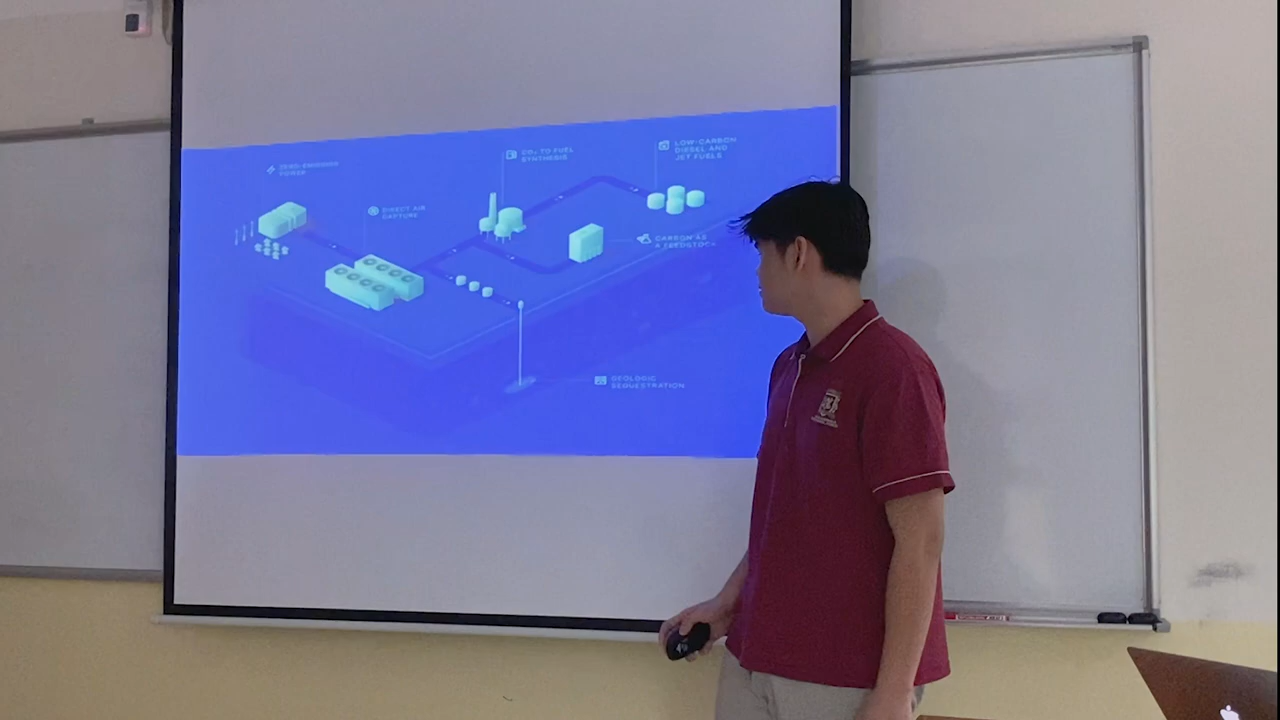 ZERO-EMISSION
POWER
DIRECT AIR
CAPTURE
CO₂ TO FUEL
SYNTHESIS
LOW-CARBON
DIESEL AND
JET FUELS
CARBON AS
A FEEDSTOCK
GEOLOGIC
SEQUESTRATION